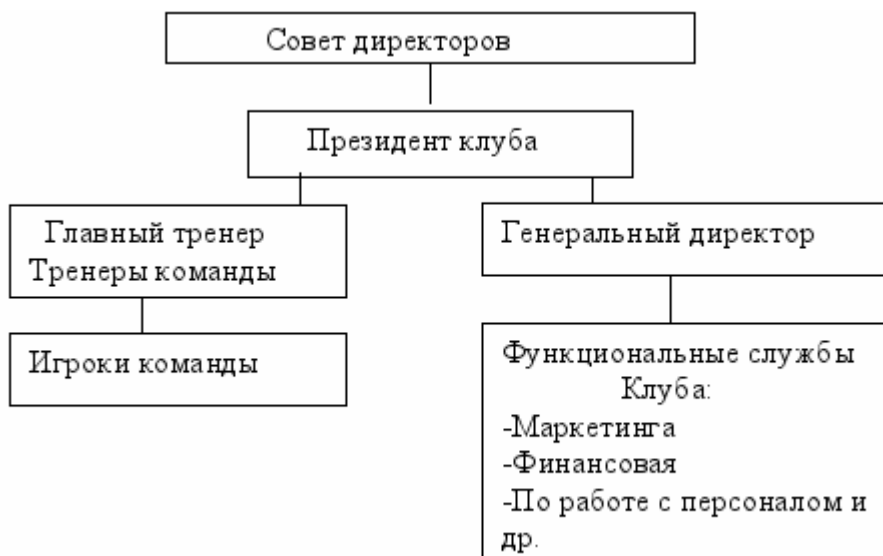 Совет директоров
Президент клуба
Главный тренер
Тренеры команды
Игроки команды
Генеральный директор
Функциональные службы
Клуба:
-Маркетинга
-Финансовая
-По работе с персоналом и
др.